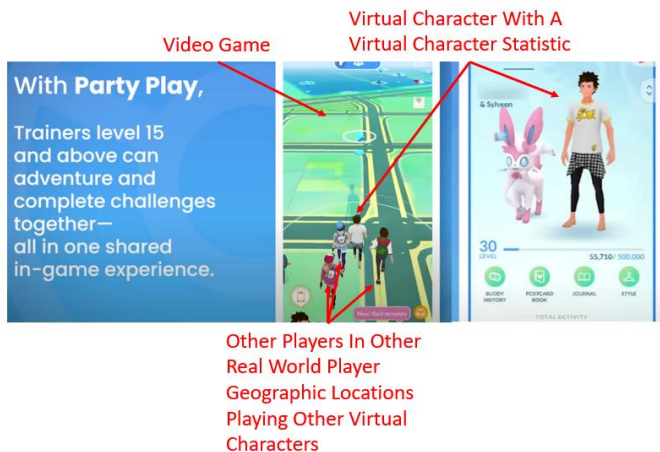 Video Game
Virtual Character With A
Virtual Character Statistic
With Party Play,
Trainers level 15
and above can
adventure and
complete challenges
together—
all in one shared
in-game experience.
& Sylveon
30
LEVEL
55,710/ 500,000
BUDDY
HISTORY
POSTCARD
BOOK
JOURNAL
STYLE
TOTAL ACTIVITY
Other Players In Other
Real World Player
Geographic Locations
Playing Other Virtual
Characters